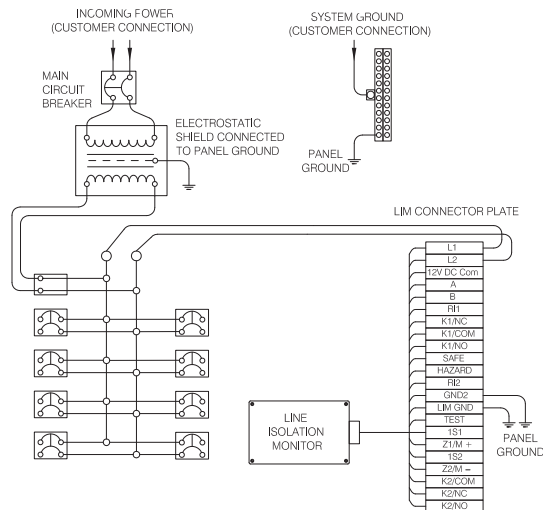 INCOMING POWER
(CUSTOMER CONNECTION)
SYSTEM GROUND
(CUSTOMER CONNECTION)
MAIN
CIRCUIT
BREAKER
ELECTROSTATIC
SHIELD CONNECTED
TO PANEL GROUND
PANEL
GROUND
LIM CONNECTOR PLATE
L1
L2
12V DC Com
A
B
RI1
K1/NC
K1/COM
K1/NO
SAFE
HAZARD
RI2
GND2
LIM GND
TEST
1S1
Z1/M +
1S2
Z2/M –
K2/COM
K2/NC
K2/NO
LINE
ISOLATION
MONITOR
PANEL
GROUND